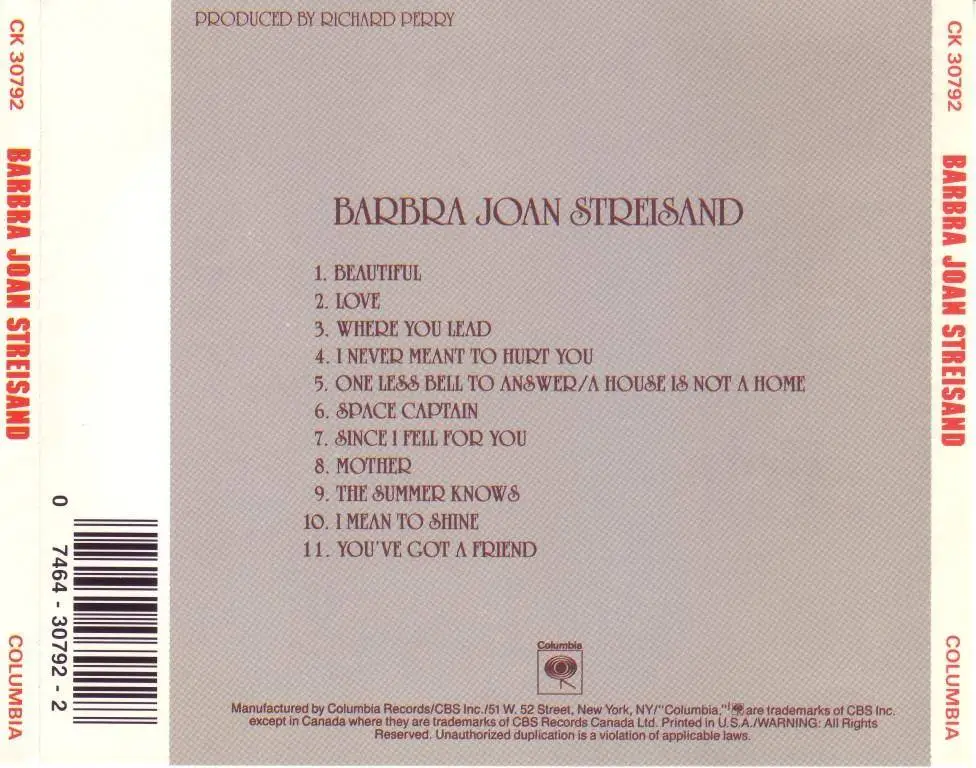 PRODUCED BY RICHARD PERRY
CK 30792
BARBRA JOAN STREISAND
COLUMBIA
0
7464 - 30792 - 2
BARBRA JOAN STREISAND
1. BEAUTIFUL
2. LOVE
3. WHERE YOU LEAD
4. I NEVER MEANT TO HURT YOU
5. ONE LESS BELL TO ANSWER/A HOUSE IS NOT A HOME
6. SPACE CAPTAIN
7. SINCE I FELL FOR YOU
8. MOTHER
9. THE SUMMER KNOWS
10. I MEAN TO SHINE
11. YOU'VE GOT A FRIEND
Columbia
Manufactured by Columbia Records/CBS Inc./51 W. 52 Street, New York, NY/"Columbia," are trademarks of CBS Inc.
except in Canada where they are trademarks of CBS Records Canada Ltd. Printed in U.S.A./WARNING: All Rights
Reserved. Unauthorized duplication is a violation of applicable laws.
CK 30792
BARBRA JOAN STREISAND
COLUMBIA